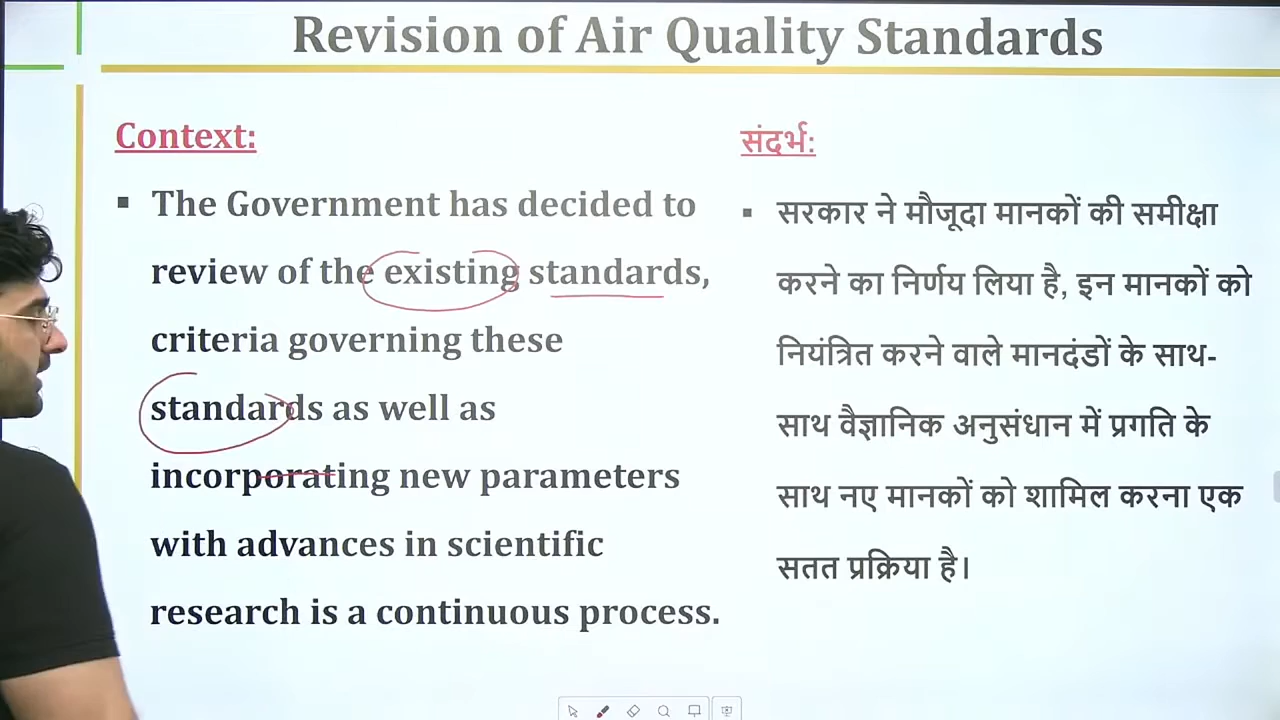 Revision of Air Quality Standards
Context:
▪ The Government has decided to
review of the existing standards,
criteria governing these
standards as well as
incorporating new parameters
with advances in scientific
research is a continuous process.
संदर्भ:
▪ सरकार ने मौजूदा मानकों की समीक्षा
करने का निर्णय लिया है, इन मानकों को
नियंत्रित करने वाले मानदंडों के साथ-
साथ वैज्ञानिक अनुसंधान में प्रगति के
साथ नए मानकों को शामिल करना एक
सतत प्रक्रिया है।